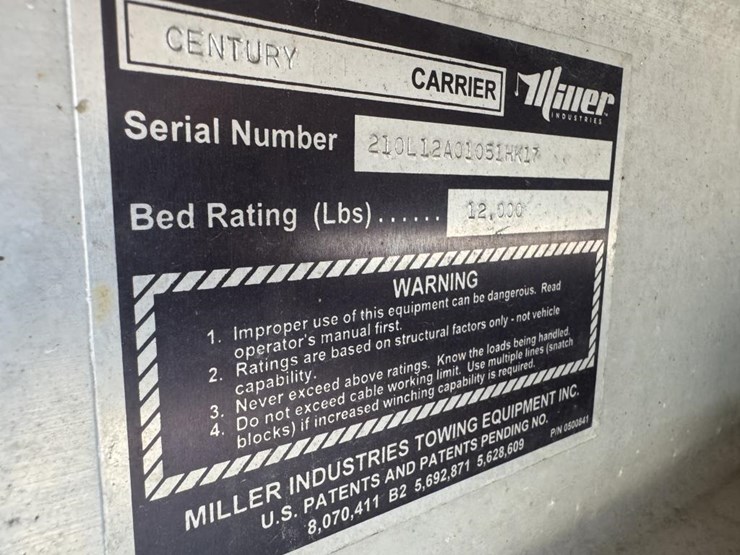 CENTURY
CARRIER
Miller
INDUSTRIES
Serial Number 210L12A01051HK17
Bed Rating (Lbs)...... 12,000
WARNING
1. Improper use of this equipment can be dangerous. Read
operator's manual first.
2. Ratings are based on structural factors only - not vehicle
capability.
3. Never exceed above ratings. Know the loads being handled.
4. Do not exceed cable working limit. Use multiple lines (snatch
blocks) if increased winching capability is required.
MILLER INDUSTRIES TOWING EQUIPMENT INC.
U.S. PATENTS AND PATENTS PENDING NO.
8,070,411 B2 5,692,871 5,628,609
P/N 0500841